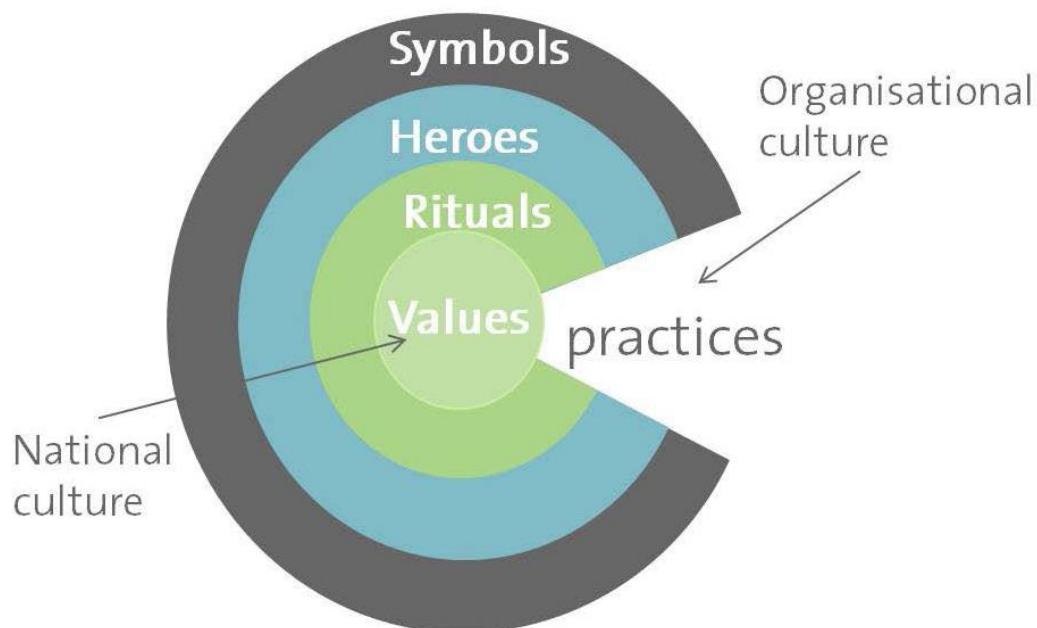 Symbols
Organisational
culture
Heroes
Rituals
Values
practices
National
culture